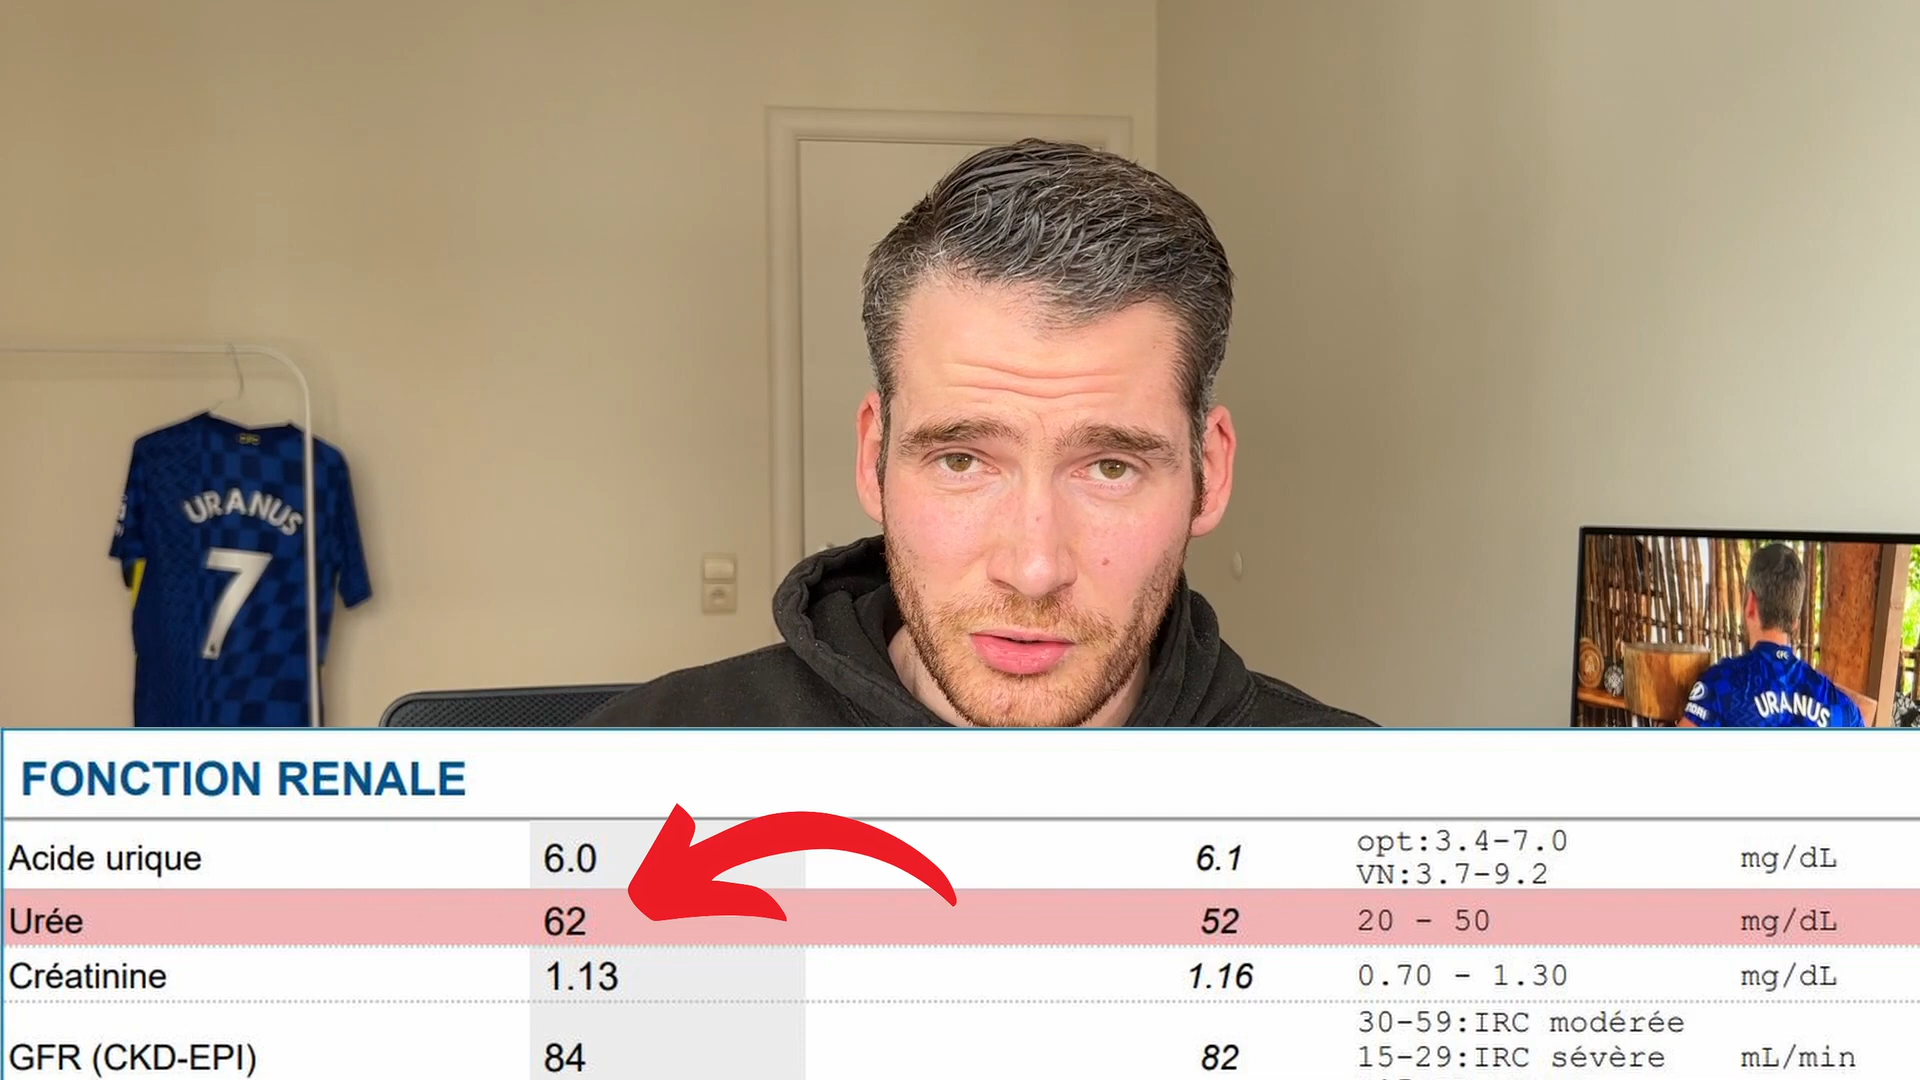 URANUS
7
URANUS
FONCTION RENALE
Acide urique 6.0 6.1 opt:3.4-7.0 mg/dL
VN:3.7-9.2
Urée 62 52 20 - 50 mg/dL
Créatinine 1.13 1.16 0.70 - 1.30 mg/dL
30-59:IRC modérée
GFR (CKD-EPI) 84 82 15-29:IRC sévère mL/min